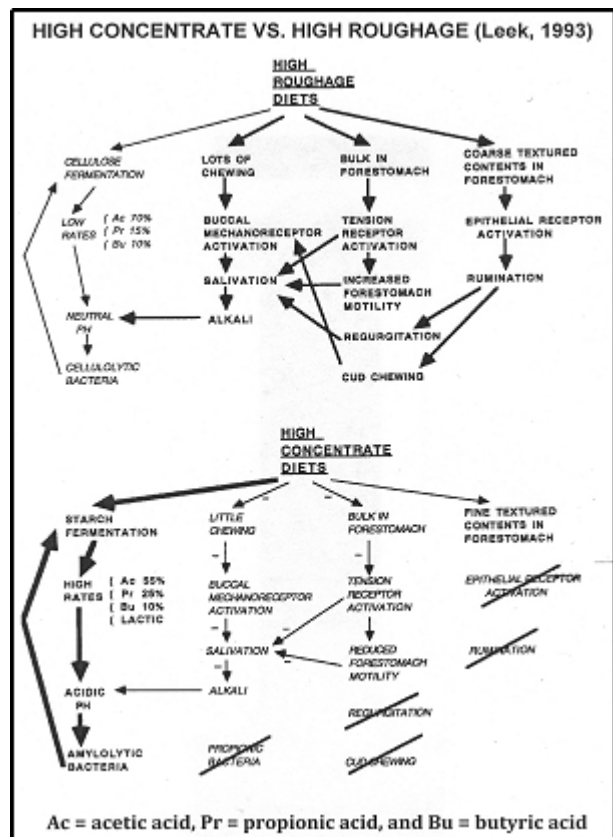 HIGH CONCENTRATE VS. HIGH ROUGHAGE (Leek, 1993)
HIGH
ROUGHAGE
DIETS
CELLULOSE
FERMENTATION
LOTS OF
CHEWING
BULK IN
FORESTOMACH
COARSE TEXTURED
CONTENTS IN
FORESTOMACH
LOW
RATES
( Ac 70%
( Pr 15%
( Bu 10%
BUCCAL
MECHANORECEPTOR
ACTIVATION
TENSION
RECEPTOR
ACTIVATION
EPITHELIAL RECEPTOR
ACTIVATION
SALIVATION
INCREASED
FORESTOMACH
MOTILITY
RUMINATION
NEUTRAL
PH
ALKALI
REGURGITATION
CELLULOLYTIC
BACTERIA
CUD CHEWING
HIGH
CONCENTRATE
DIETS
STARCH
FERMENTATION
LITTLE
CHEWING
BULK IN
FORESTOMACH
FINE TEXTURED
CONTENTS IN
FORESTOMACH
HIGH
RATES
( Ac 55%
( Pr 25%
( Bu 10%
( LACTIC
BUCCAL
MECHANORECEPTOR
ACTIVATION
TENSION
RECEPTOR
ACTIVATION
EPITHELIAL RECEPTOR
ACTIVATION
SALIVATION
REDUCED
FORESTOMACH
MOTILITY
RUMINATION
ACIDIC
PH
ALKALI
REGURGITATION
AMYLOLYTIC
BACTERIA
PROPIONIC
BACTERIA
CUD CHEWING
Ac = acetic acid, Pr = propionic acid, and Bu = butyric acid